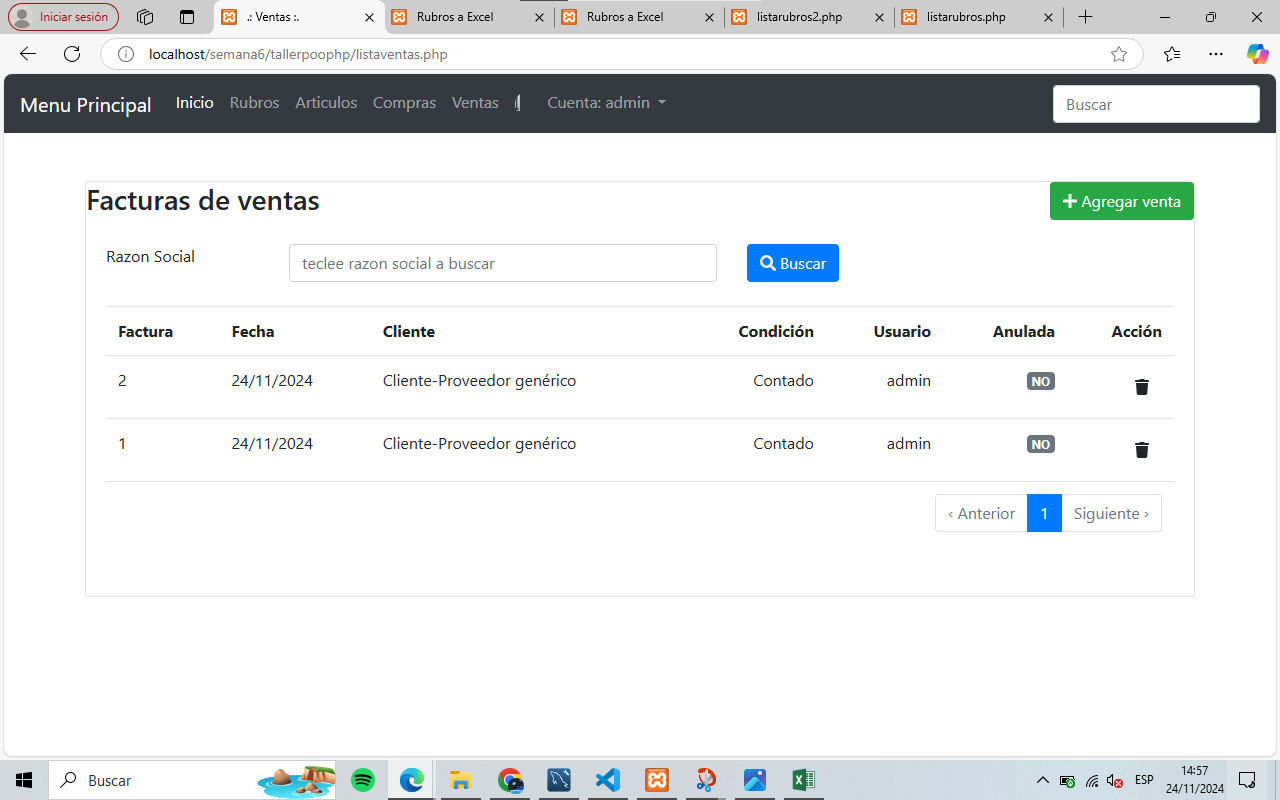 Iniciar sesión
.: Ventas :.
Rubros a Excel
Rubros a Excel
listarubros2.php
listarubros.php
localhost/semana6/tallerpoophp/listaventas.php
Menu Principal Inicio Rubros Articulos Compras Ventas Cuenta: admin Buscar
Facturas de ventas
Agregar venta
Razon Social teclee razon social a buscar Buscar
Factura Fecha Cliente Condición Usuario Anulada Acción
2 24/11/2024 Cliente-Proveedor genérico Contado admin NO
1 24/11/2024 Cliente-Proveedor genérico Contado admin NO
‹ Anterior 1 Siguiente ›
Buscar
ESP
14:57
24/11/2024